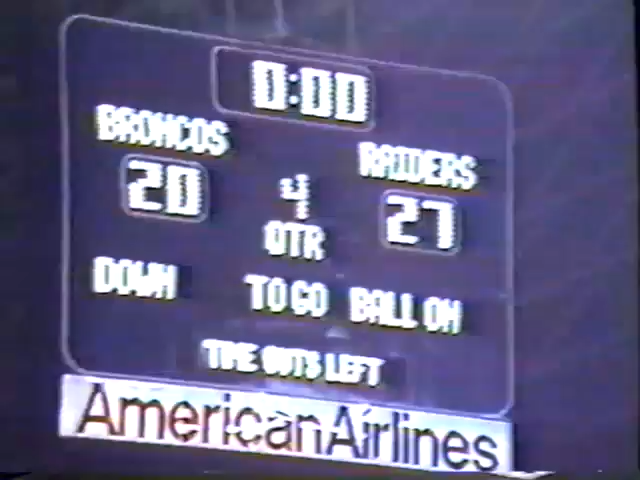 0:00
BRONCOS RAIDERS
20 4 27
QTR
DOWN TO GO BALL ON
TIME OUTS LEFT
AmericanAirlines